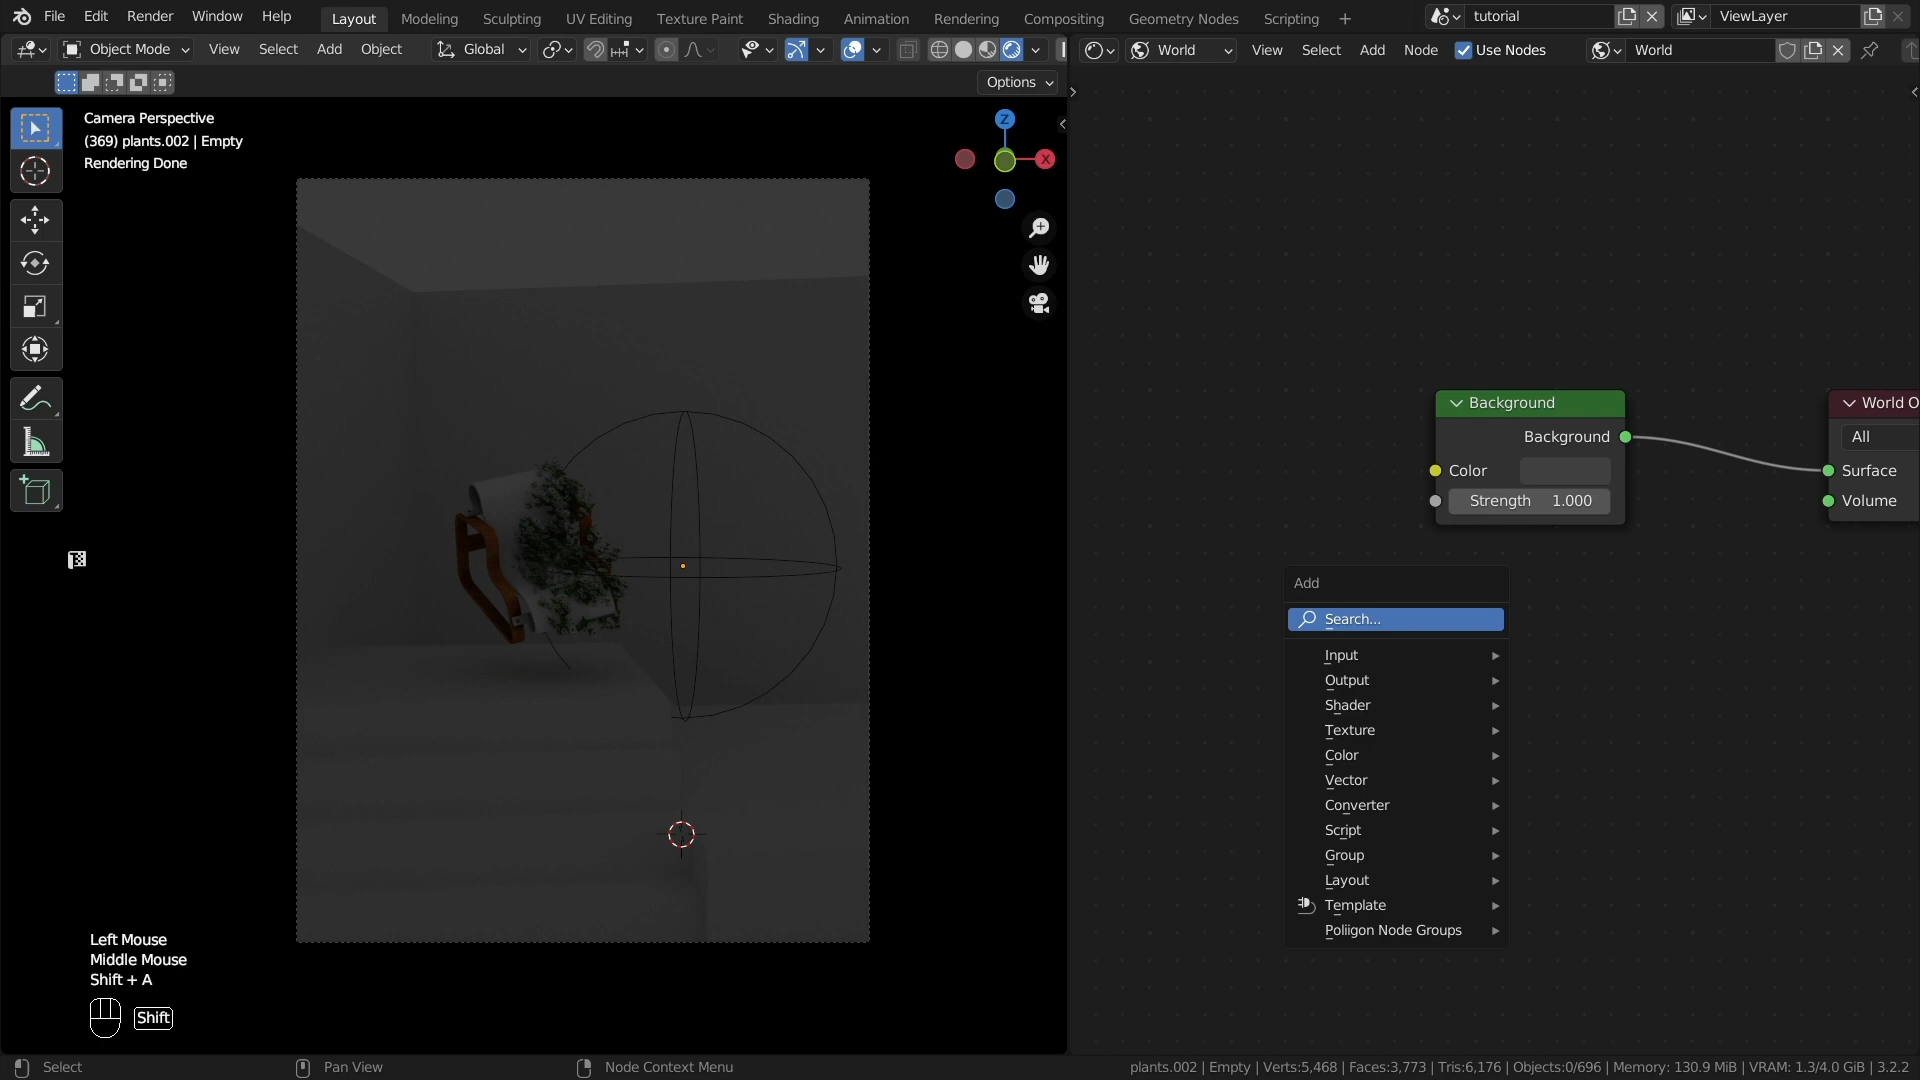 File Edit Render Window Help
Layout Modeling Sculpting UV Editing Texture Paint Shading Animation Rendering Compositing Geometry Nodes Scripting +
tutorial
ViewLayer
Object Mode View Select Add Object Global
World View Select Add Node Use Nodes World
Options
Camera Perspective
(369) plants.002 | Empty
Rendering Done
Z
X
Background
Background
Color
Strength 1.000
World O
All
Surface
Volume
Add
Search...
Input
Output
Shader
Texture
Color
Vector
Converter
Script
Group
Layout
Template
Poliigon Node Groups
Left Mouse
Middle Mouse
Shift + A
Shift
Select Pan View Node Context Menu
plants.002 | Empty | Verts:5,468 | Faces:3,773 | Tris:6,176 | Objects:0/696 | Memory: 130.9 MiB | VRAM: 1.3/4.0 GiB | 3.2.2